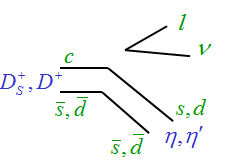 l
ν
c
D_S^+, D^+
s̄, d̄
s, d
s̄, d̄
η, η′